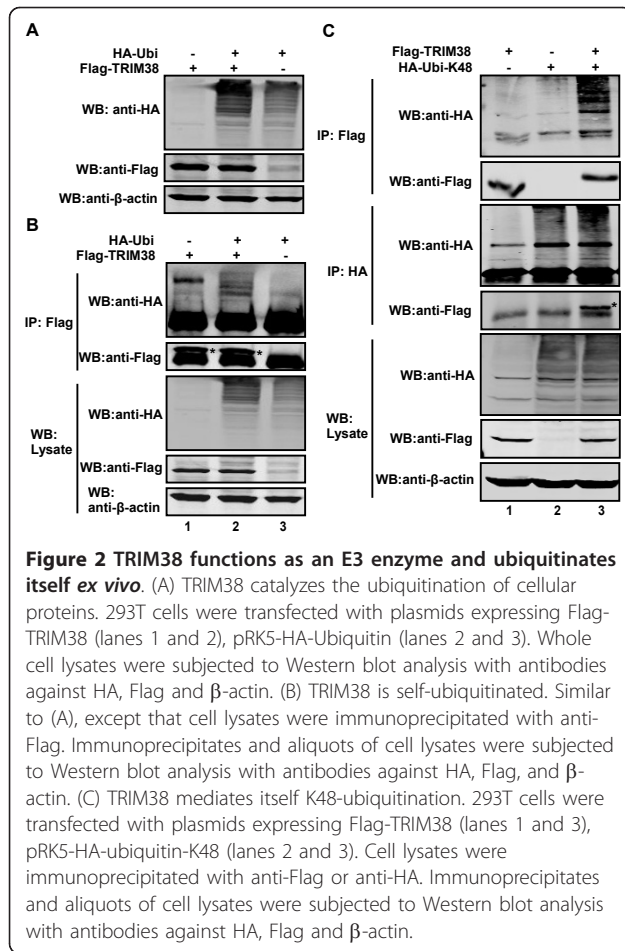 A
HA-Ubi - + +
Flag-TRIM38 + + -
WB: anti-HA
WB:anti-Flag
WB:anti-β-actin
B
HA-Ubi - + +
Flag-TRIM38 + + -
IP: Flag
WB:anti-HA
WB:anti-Flag
* *
WB: Lysate
WB:anti-HA
WB:anti-Flag
WB: anti-β-actin
1 2 3
C
Flag-TRIM38 + - +
HA-Ubi-K48 - + +
IP: Flag
WB:anti-HA
WB:anti-Flag
IP: HA
WB:anti-HA
WB:anti-Flag
*
WB: Lysate
WB:anti-HA
WB:anti-Flag
WB:anti-β-actin
1 2 3
Figure 2 TRIM38 functions as an E3 enzyme and ubiquitinates
itself ex vivo. (A) TRIM38 catalyzes the ubiquitination of cellular
proteins. 293T cells were transfected with plasmids expressing Flag-
TRIM38 (lanes 1 and 2), pRK5-HA-Ubiquitin (lanes 2 and 3). Whole
cell lysates were subjected to Western blot analysis with antibodies
against HA, Flag and β-actin. (B) TRIM38 is self-ubiquitinated. Similar
to (A), except that cell lysates were immunoprecipitated with anti-
Flag. Immunoprecipitates and aliquots of cell lysates were subjected
to Western blot analysis with antibodies against HA, Flag, and β-
actin. (C) TRIM38 mediates itself K48-ubiquitination. 293T cells were
transfected with plasmids expressing Flag-TRIM38 (lanes 1 and 3),
pRK5-HA-ubiquitin-K48 (lanes 2 and 3). Cell lysates were
immunoprecipitated with anti-Flag or anti-HA. Immunoprecipitates
and aliquots of cell lysates were subjected to Western blot analysis
with antibodies against HA, Flag and β-actin.